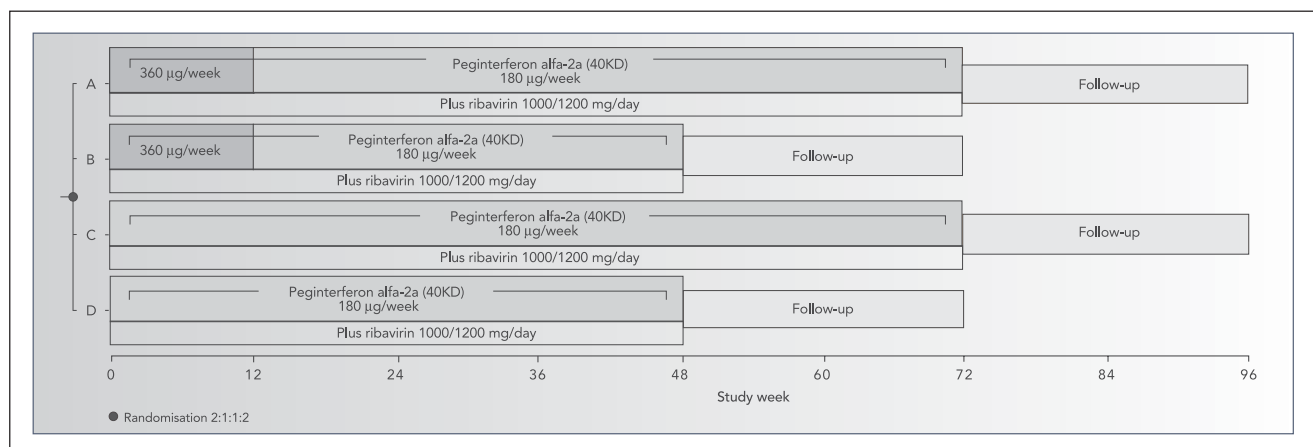 Peginterferon alfa-2a (40KD)
360 μg/week
180 μg/week
A
Follow-up
Plus ribavirin 1000/1200 mg/day
Peginterferon alfa-2a (40KD)
360 μg/week
180 μg/week
B
Follow-up
Plus ribavirin 1000/1200 mg/day
Peginterferon alfa-2a (40KD)
180 μg/week
C
Follow-up
Plus ribavirin 1000/1200 mg/day
Peginterferon alfa-2a (40KD)
180 μg/week
D
Follow-up
Plus ribavirin 1000/1200 mg/day
0 12 24 36 48 60 72 84 96
Study week
Randomisation 2:1:1:2